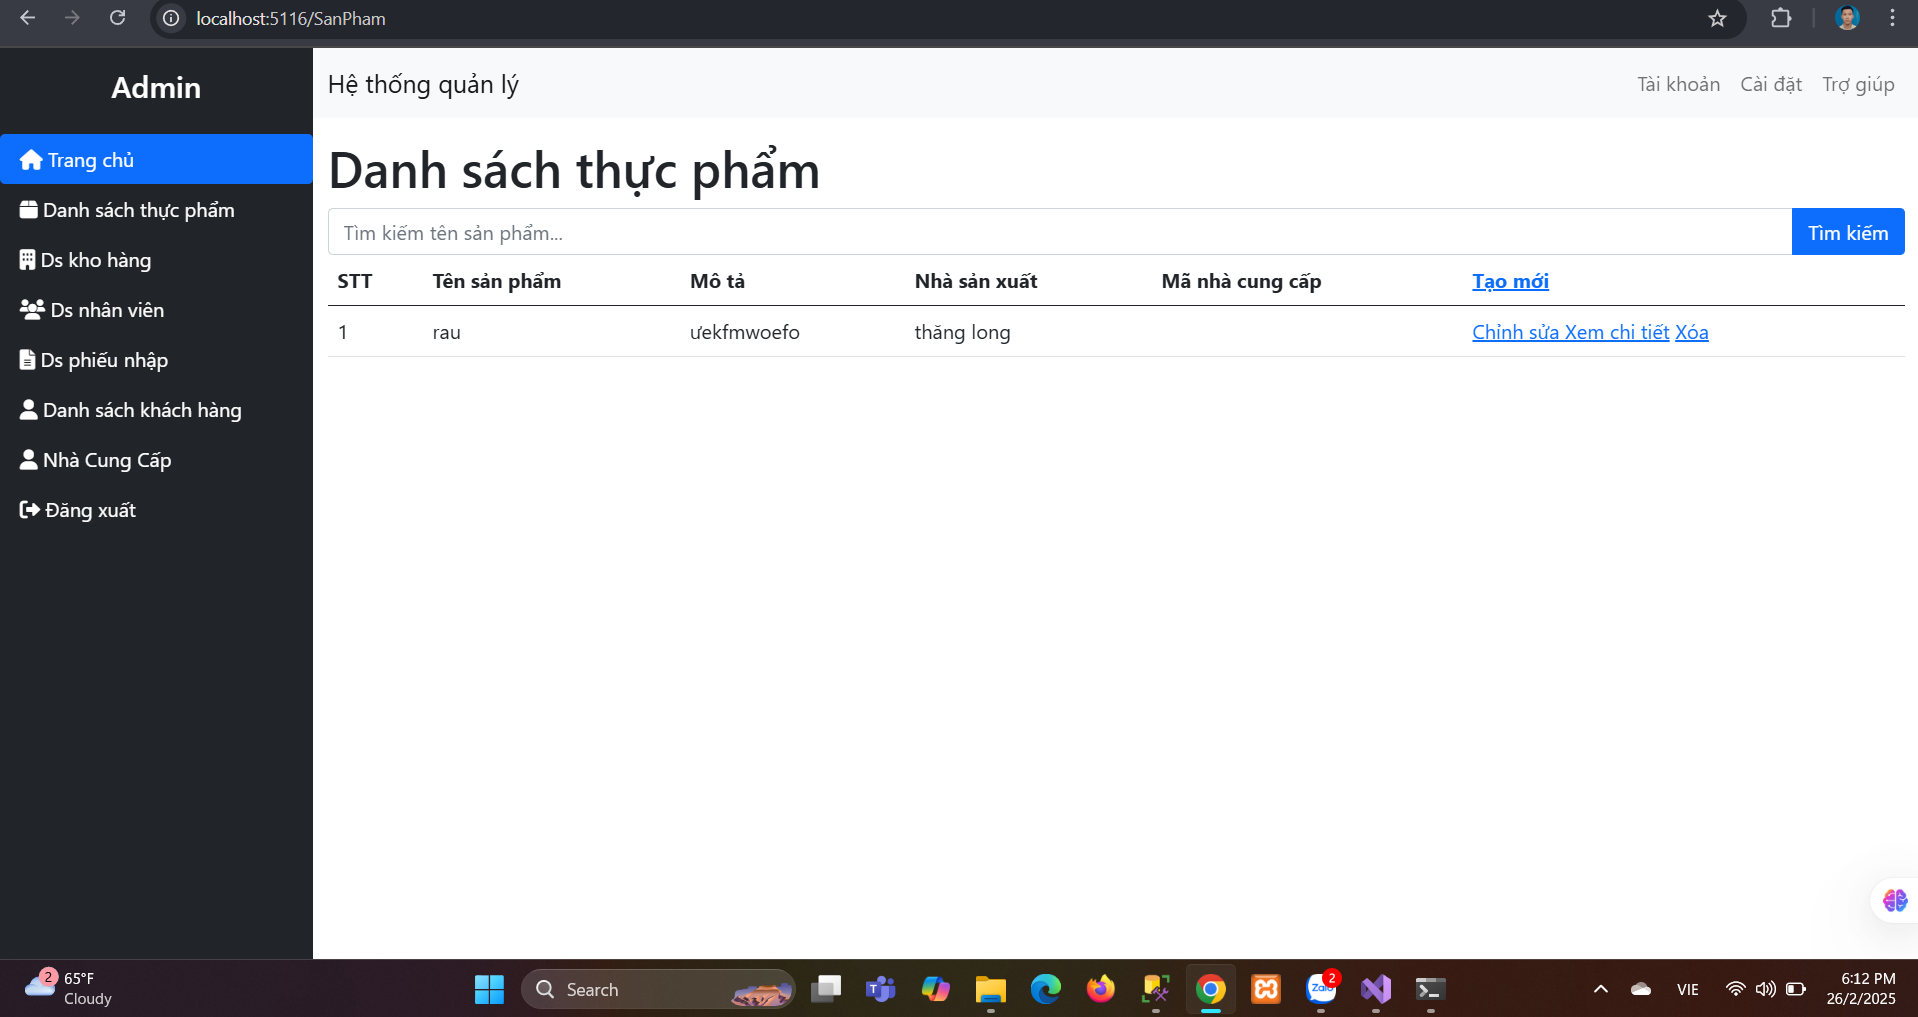 localhost:5116/SanPham
Admin
Trang chủ
Danh sách thực phẩm
Ds kho hàng
Ds nhân viên
Ds phiếu nhập
Danh sách khách hàng
Nhà Cung Cấp
Đăng xuất
Hệ thống quản lý
Tài khoản Cài đặt Trợ giúp
Danh sách thực phẩm
Tìm kiếm tên sản phẩm... Tìm kiếm
STT Tên sản phẩm Mô tả Nhà sản xuất Mã nhà cung cấp Tạo mới
1 rau ưekfmwoefo thăng long Chỉnh sửa Xem chi tiết Xóa
2
65°F
Cloudy
Search
T
Zalo
2
VIE
6:12 PM
26/2/2025